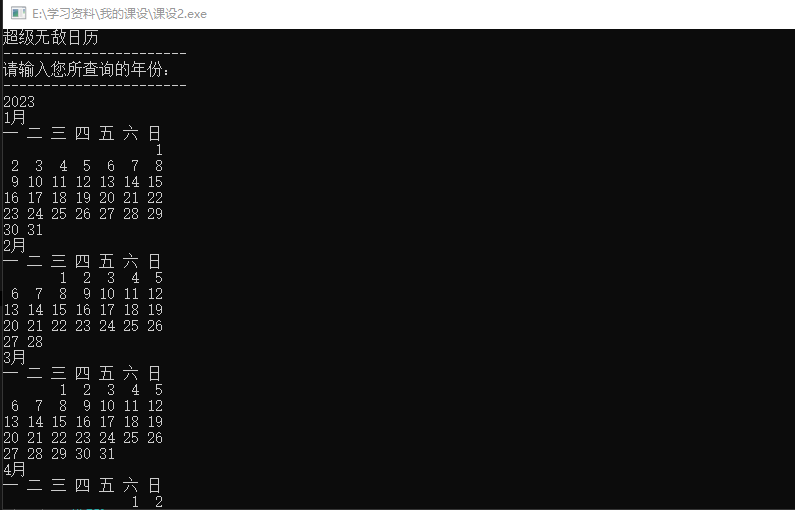 E:\学习资料\我的课设\课设2.exe
超级无敌日历
-----------------------
请输入您所查询的年份:
-----------------------
2023
1月
一 二 三 四 五 六 日
1
2 3 4 5 6 7 8
9 10 11 12 13 14 15
16 17 18 19 20 21 22
23 24 25 26 27 28 29
30 31
2月
一 二 三 四 五 六 日
1 2 3 4 5
6 7 8 9 10 11 12
13 14 15 16 17 18 19
20 21 22 23 24 25 26
27 28
3月
一 二 三 四 五 六 日
1 2 3 4 5
6 7 8 9 10 11 12
13 14 15 16 17 18 19
20 21 22 23 24 25 26
27 28 29 30 31
4月
一 二 三 四 五 六 日
1 2